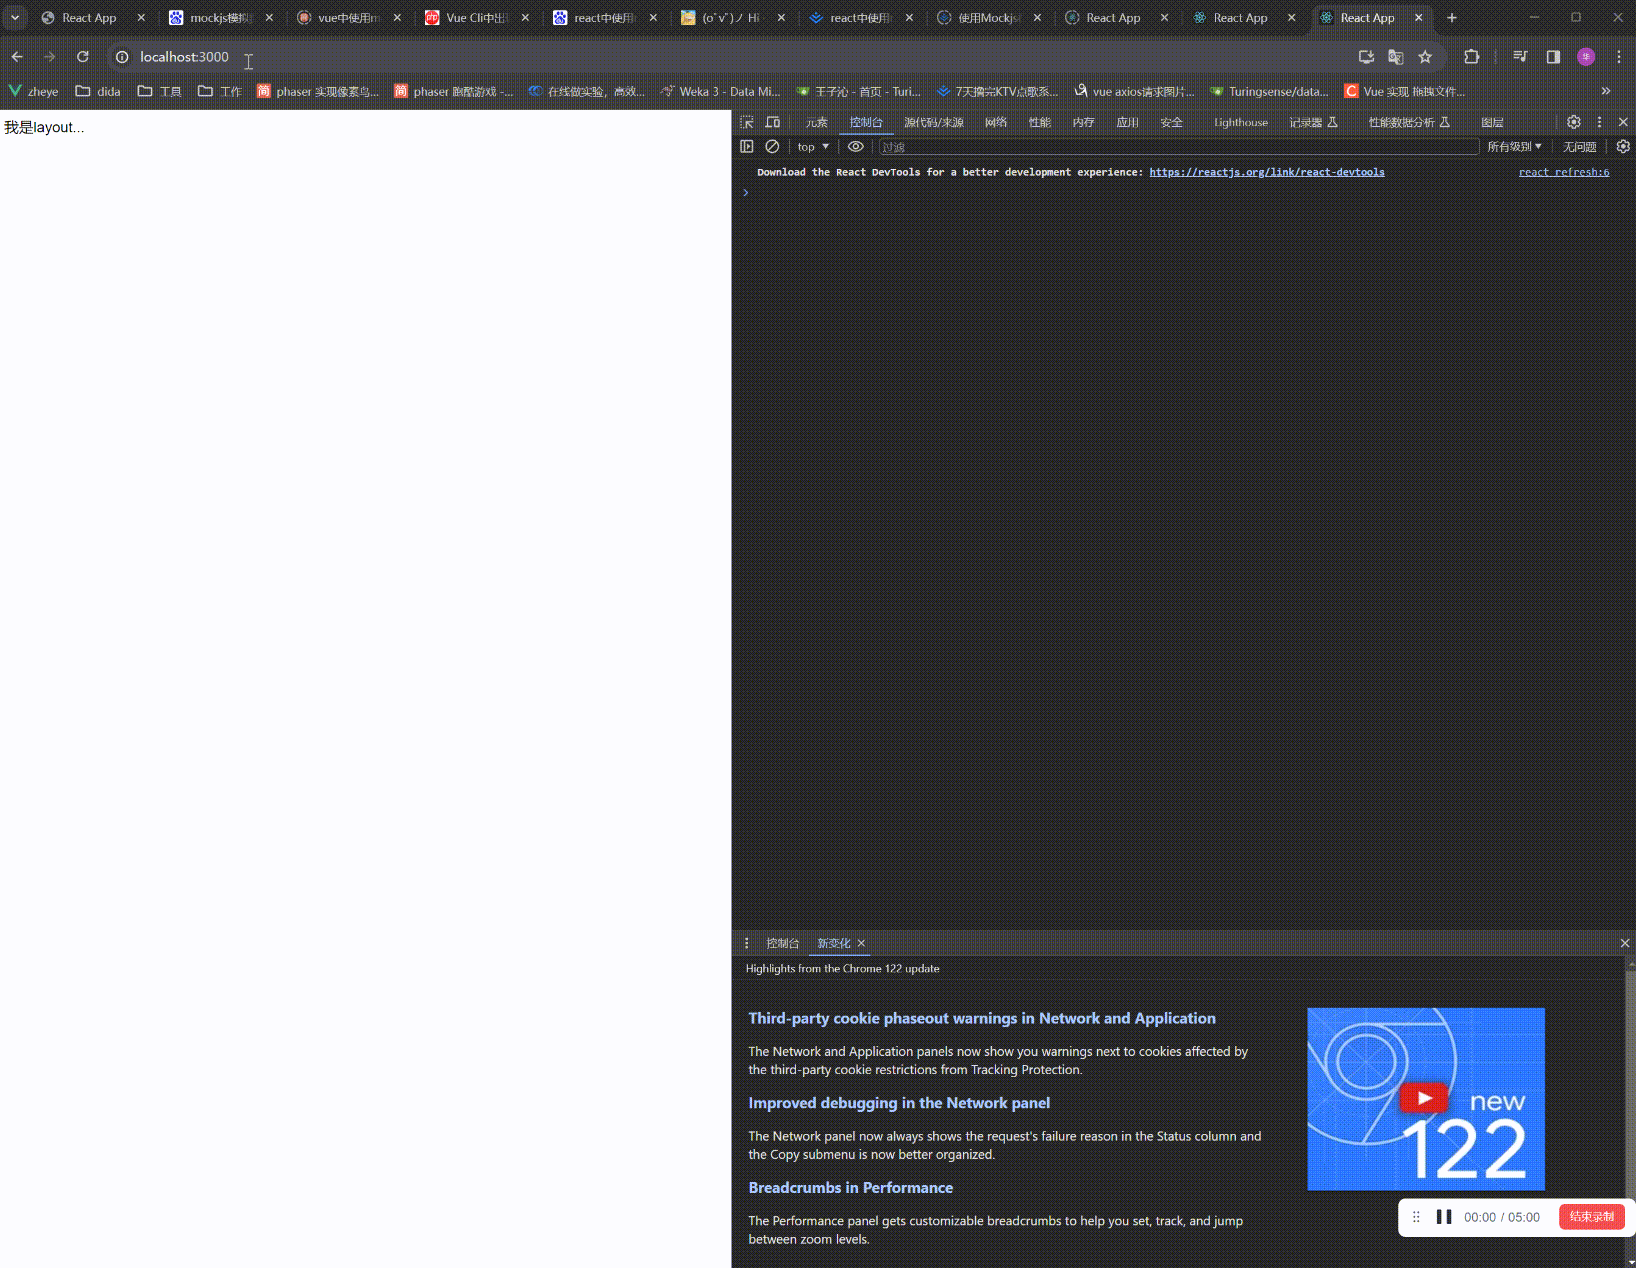 React App
mockjs模拟
vue中使用m
Vue Cli中出
react中使用
(oﾟvﾟ)ノ Hi
react中使用
使用Mockjs
React App
React App
React App
localhost:3000
zheye
dida
工具
工作
phaser 实现像素鸟...
phaser 跑酷游戏 -...
在线做实验，高效...
Weka 3 - Data Mi...
王子沁 - 首页 - Turi...
7天撸完KTV点歌系...
vue axios请求图片...
Turingsense/data...
Vue 实现 拖拽文件...
我是layout...
元素
控制台
源代码/来源
网络
性能
内存
应用
安全
Lighthouse
记录器
性能数据分析
图层
top
过滤
所有级别
无问题
Download the React DevTools for a better development experience: https://reactjs.org/link/react-devtools
react refresh:6
控制台
新变化
Highlights from the Chrome 122 update
Third-party cookie phaseout warnings in Network and Application
The Network and Application panels now show you warnings next to cookies affected by
the third-party cookie restrictions from Tracking Protection.
Improved debugging in the Network panel
The Network panel now always shows the request's failure reason in the Status column and
the Copy submenu is now better organized.
Breadcrumbs in Performance
The Performance panel gets customizable breadcrumbs to help you set, track, and jump
between zoom levels.
new
122
00:00 / 05:00
结束录制